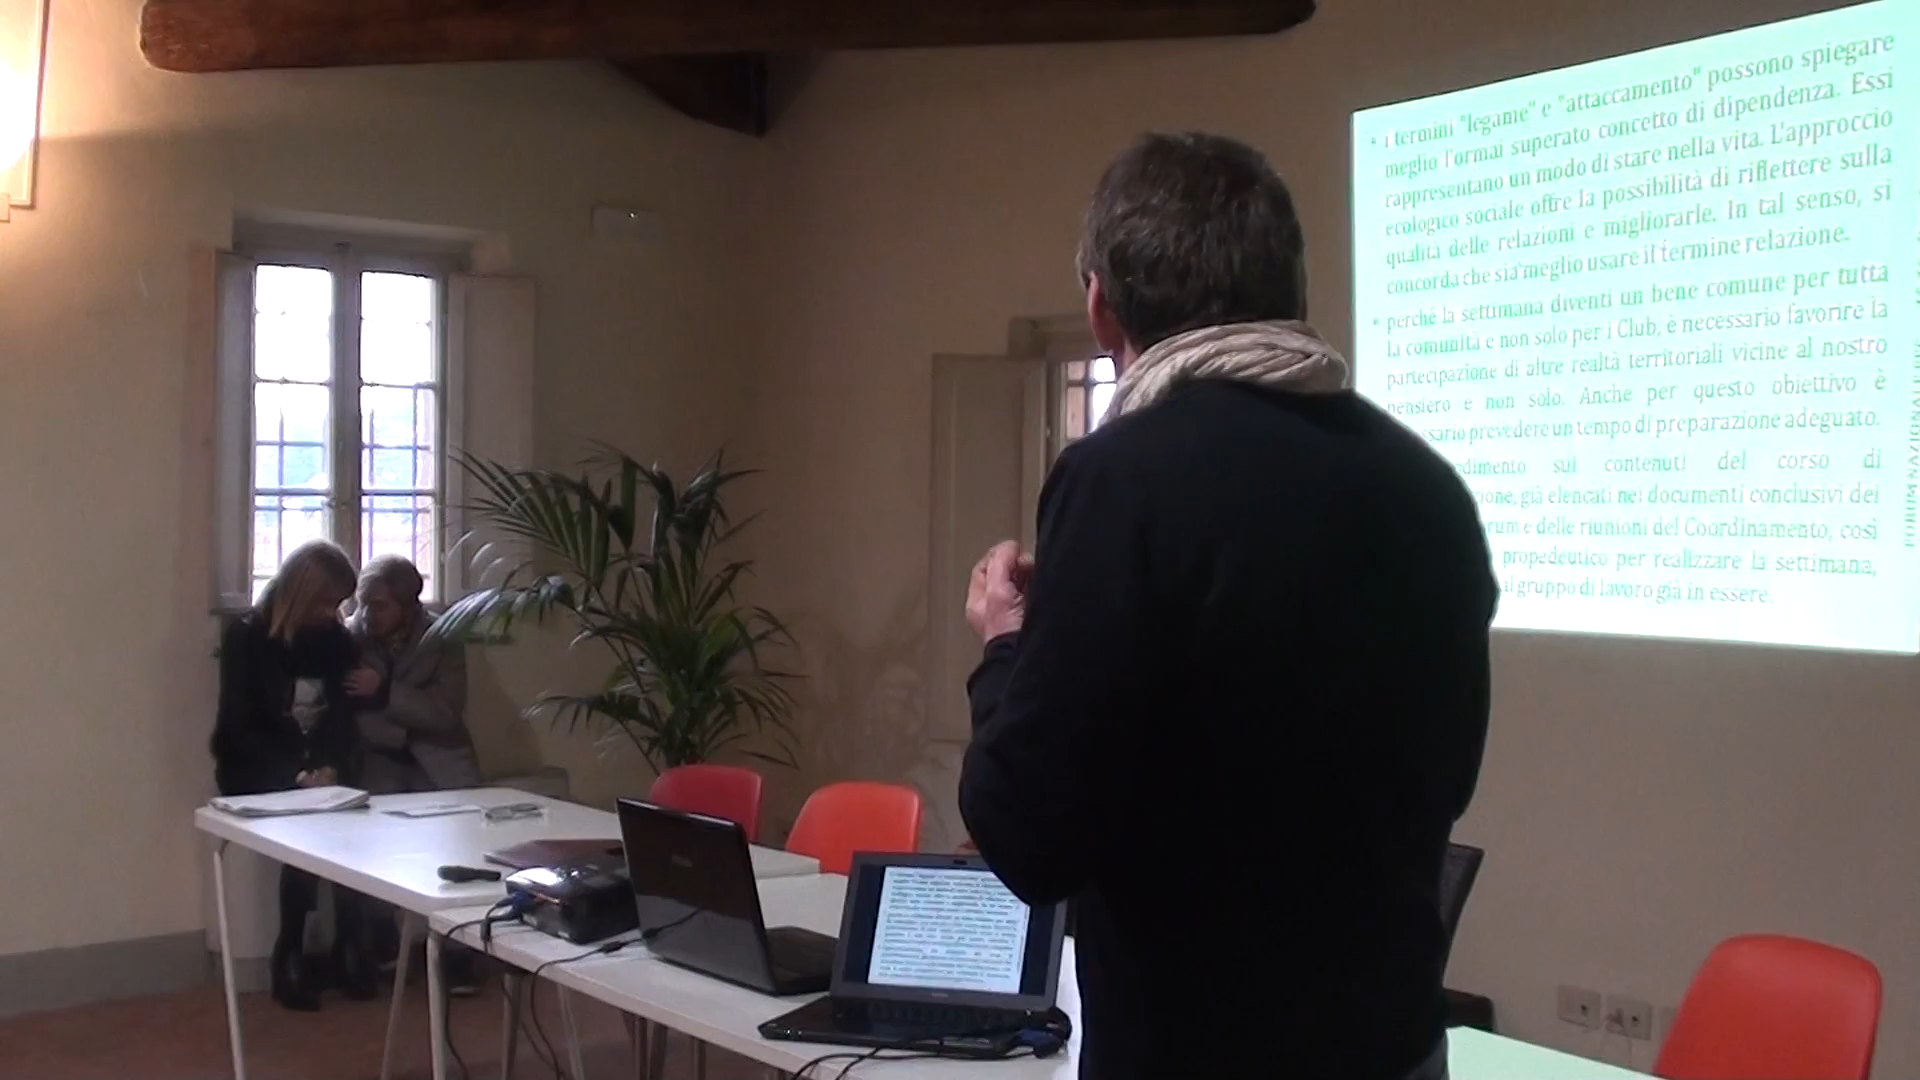 • i termini "legame" e "attaccamento" possono spiegare
meglio l'ormai superato concetto di dipendenza. Essi
rappresentano un modo di stare nella vita. L'approccio
ecologico sociale offre la possibilità di riflettere sulla
qualità delle relazioni e migliorarle. In tal senso, si
concorda che sia meglio usare il termine relazione.
• perché la settimana diventi un bene comune per tutta
la comunità e non solo per i Club, è necessario favorire la
partecipazione di altre realtà territoriali vicine al nostro
pensiero e non solo. Anche per questo obiettivo è
prevedere un tempo di preparazione adeguato.
sui contenuti del corso di
già elencati nei documenti conclusivi dei
e delle riunioni del Coordinamento, così
propedeutico per realizzare la settimana,
gruppo di lavoro già in essere.